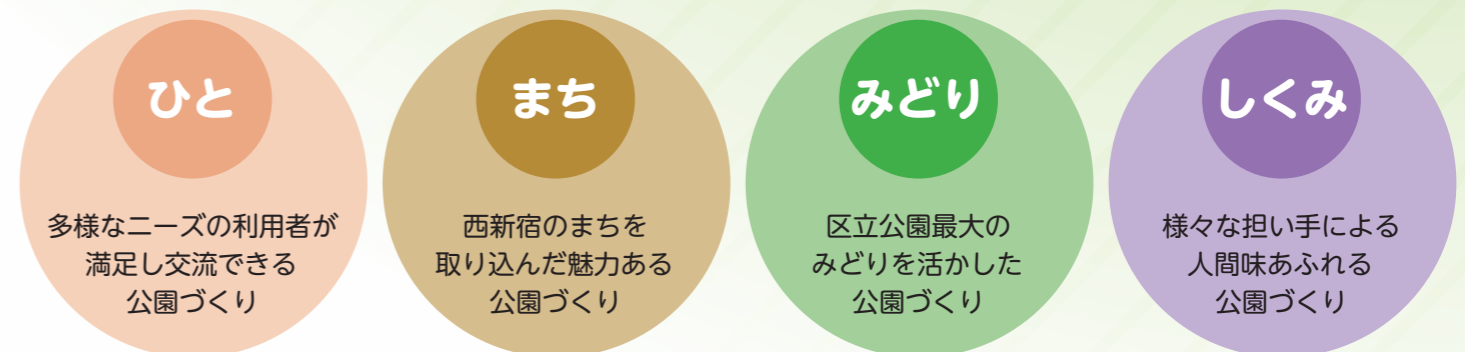 ひと
多様なニーズの利用者が
満足し交流できる
公園づくり
まち
西新宿のまちを
取り込んだ魅力ある
公園づくり
みどり
区立公園最大の
みどりを活かした
公園づくり
しくみ
様々な担い手による
人間味あふれる
公園づくり